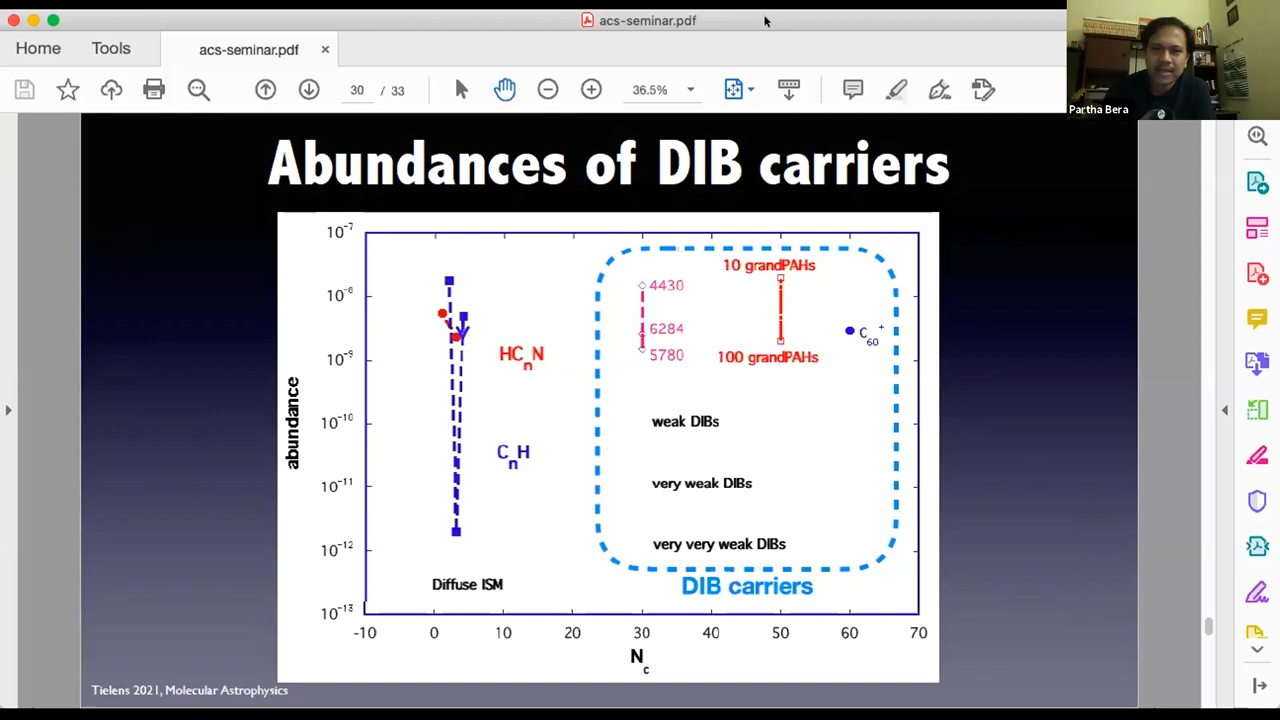 acs-seminar.pdf
Home
Tools
acs-seminar.pdf
×
30 / 33
36.5%
Partha Bera
Abundances of DIB carriers
10⁻⁷
10⁻⁸
10⁻⁹
10⁻¹⁰
10⁻¹¹
10⁻¹²
10⁻¹³
abundance
HCₙN
CₙH
Diffuse ISM
4430
6284
5780
10 grandPAHs
100 grandPAHs
C₆₀⁺
weak DIBs
very weak DIBs
very very weak DIBs
DIB carriers
-10 0 10 20 30 40 50 60 70
N_c
Tielens 2021, Molecular Astrophysics